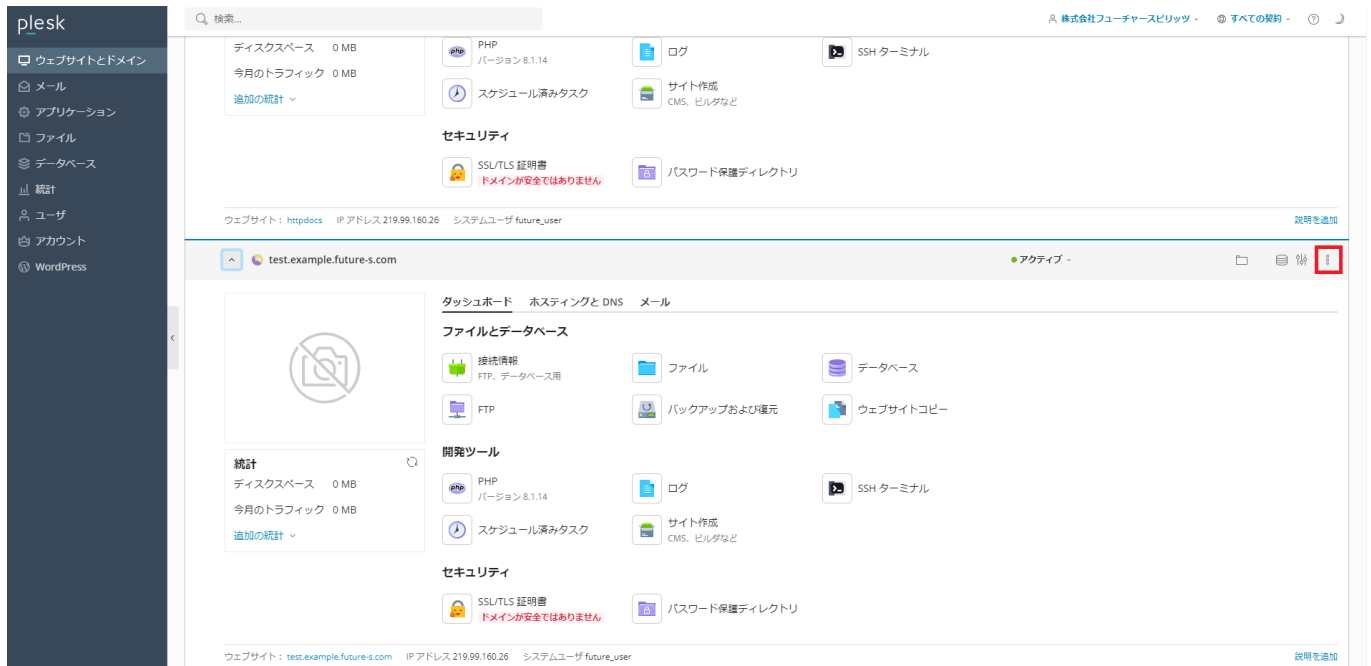 plesk
検索...
株式会社フューチャースピリッツ
すべての契約
ウェブサイトとドメイン
メール
アプリケーション
ファイル
データベース
統計
ユーザ
アカウント
WordPress
ディスクスペース 0 MB
今月のトラフィック 0 MB
追加の統計
PHP
バージョン 8.1.14
ログ
SSH ターミナル
スケジュール済みタスク
サイト作成
CMS、ビルダなど
セキュリティ
SSL/TLS 証明書
ドメインが安全ではありません
パスワード保護ディレクトリ
ウェブサイト： httpdocs IP アドレス 219.99.160.26 システムユーザ future_user
説明を追加
test.example.future-s.com
アクティブ
ダッシュボード ホスティングと DNS メール
ファイルとデータベース
接続情報
FTP、データベース用
ファイル
データベース
FTP
バックアップおよび復元
ウェブサイトコピー
統計
ディスクスペース 0 MB
今月のトラフィック 0 MB
追加の統計
開発ツール
php
PHP
バージョン 8.1.14
ログ
SSH ターミナル
スケジュール済みタスク
サイト作成
CMS、ビルダなど
セキュリティ
SSL/TLS 証明書
ドメインが安全ではありません
パスワード保護ディレクトリ
ウェブサイト： test.example.future-s.com IP アドレス 219.99.160.26 システムユーザ future_user
説明を追加